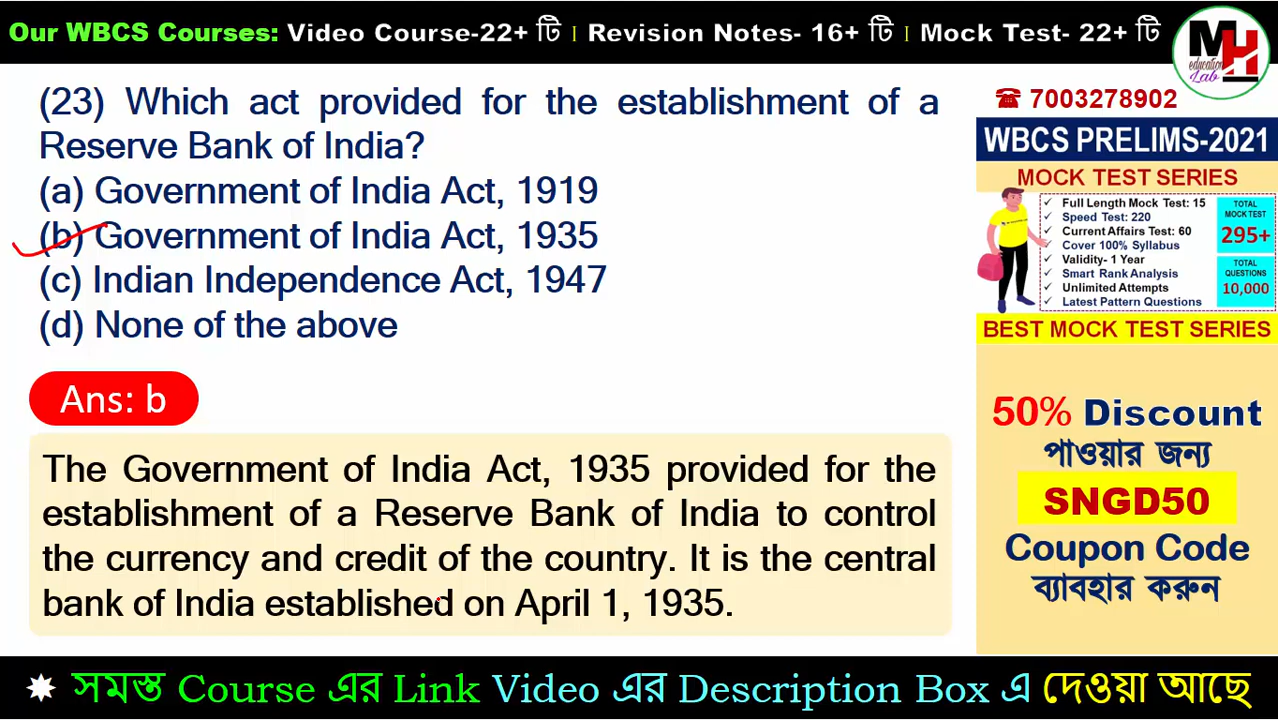 Our WBCS Courses: Video Course-22+ টি I Revision Notes- 16+ টি I Mock Test- 22+ টি
MH
education
Lab
☎ 7003278902
(23) Which act provided for the establishment of a
Reserve Bank of India?
(a) Government of India Act, 1919
(b) Government of India Act, 1935
(c) Indian Independence Act, 1947
(d) None of the above
Ans: b
The Government of India Act, 1935 provided for the
establishment of a Reserve Bank of India to control
the currency and credit of the country. It is the central
bank of India established on April 1, 1935.
WBCS PRELIMS-2021
MOCK TEST SERIES
✓ Full Length Mock Test: 15
✓ Speed Test: 220
✓ Current Affairs Test: 60
✓ Cover 100% Syllabus
✓ Validity- 1 Year
✓ Smart Rank Analysis
✓ Unlimited Attempts
✓ Latest Pattern Questions
TOTAL
MOCK TEST
295+
TOTAL
QUESTIONS
10,000
BEST MOCK TEST SERIES
50% Discount
পাওয়ার জন্য
SNGD50
Coupon Code
ব্যাবহার করুন
✸ সমস্ত Course এর Link Video এর Description Box এ দেওয়া আছে